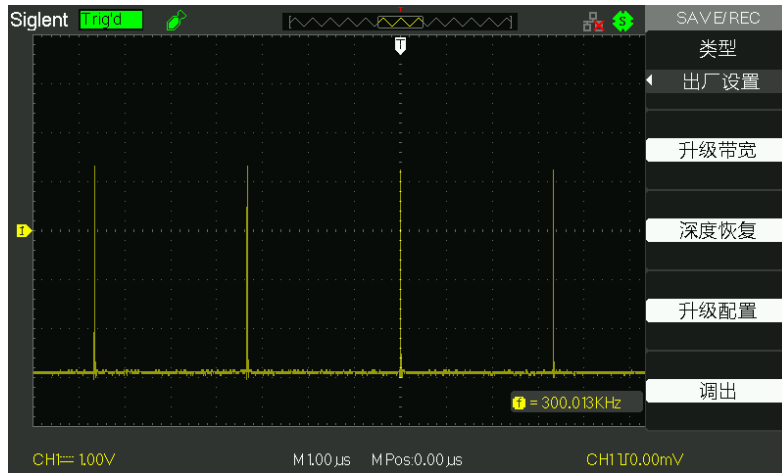 Siglent Trig'd
T
S
SAVE/REC
类型
出厂设置
升级带宽
深度恢复
升级配置
调出
f = 300.013KHz
CH1 1.00V
M 1.00μs
M Pos:0.00μs
CH1 0.00mV